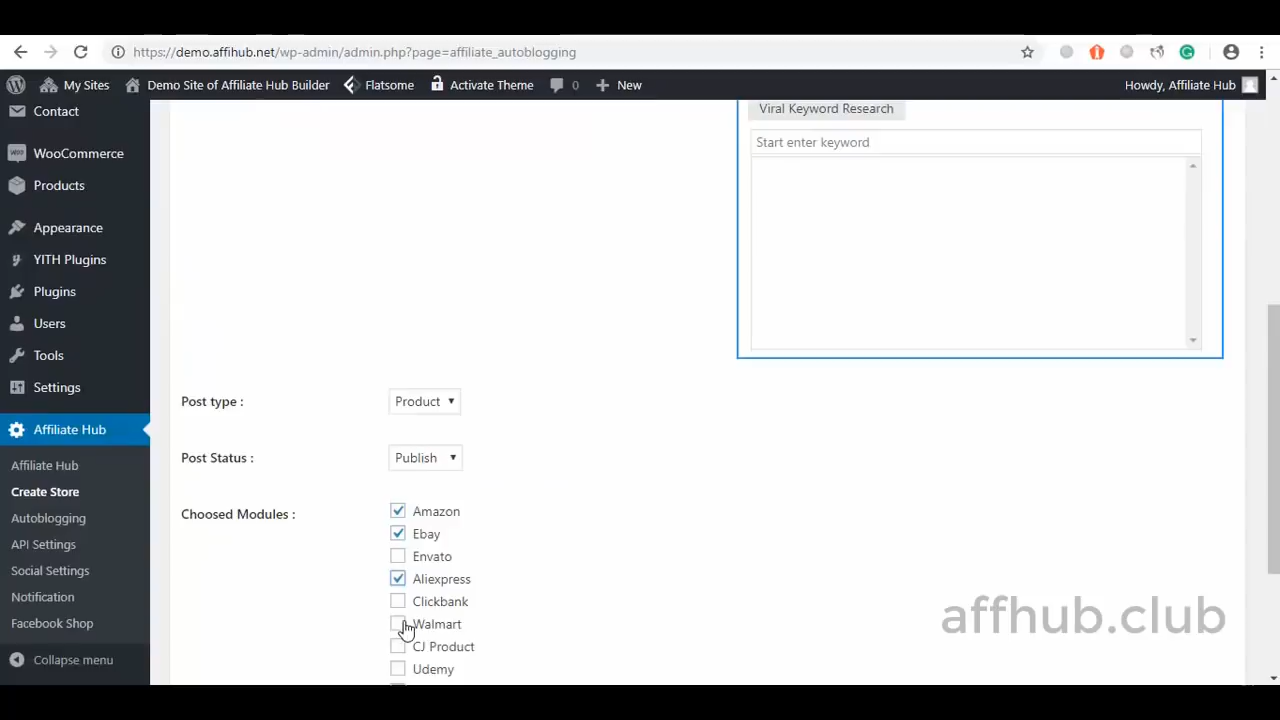 https://demo.affihub.net/wp-admin/admin.php?page=affiliate_autoblogging
My Sites
Demo Site of Affiliate Hub Builder
Flatsome
Activate Theme
0
New
Howdy, Affiliate Hub
Contact
WooCommerce
Products
Appearance
YITH Plugins
Plugins
Users
Tools
Settings
Affiliate Hub
Affiliate Hub
Create Store
Autoblogging
API Settings
Social Settings
Notification
Facebook Shop
Collapse menu
Viral Keyword Research
Start enter keyword
Post type :
Product
Post Status :
Publish
Choosed Modules :
Amazon
Ebay
Envato
Aliexpress
Clickbank
Walmart
CJ Product
Udemy
affhub.club